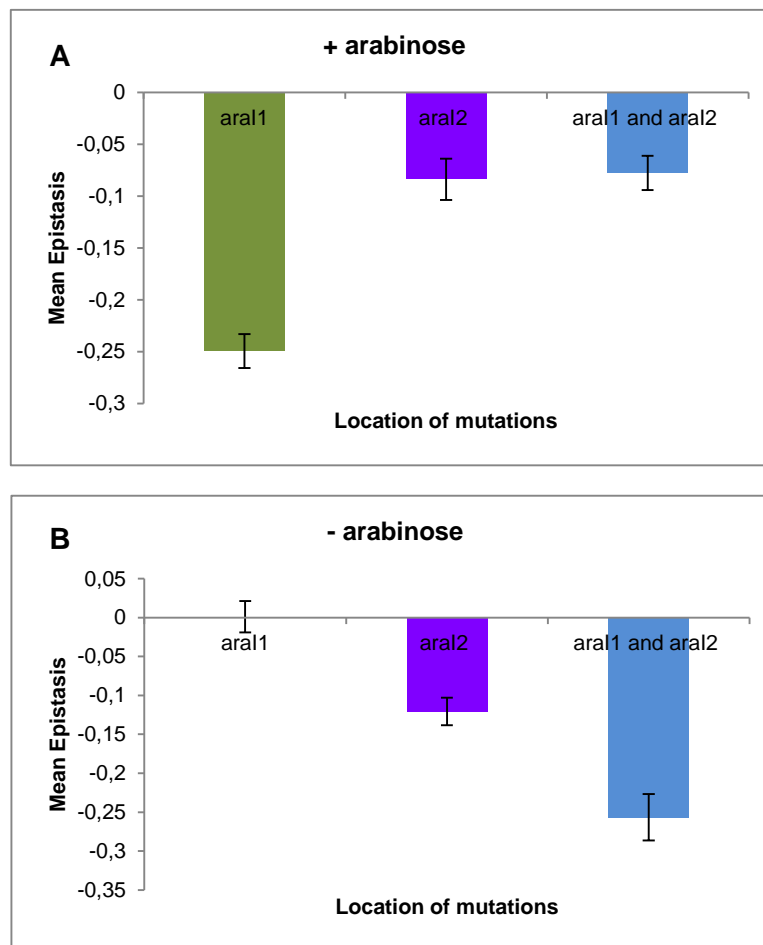 A
+ arabinose
0
-0,05
-0,1
-0,15
-0,2
-0,25
-0,3
Mean Epistasis
araI1
araI2
araI1 and araI2
Location of mutations
B
- arabinose
0,05
0
-0,05
-0,1
-0,15
-0,2
-0,25
-0,3
-0,35
Mean Epistasis
araI1
araI2
araI1 and araI2
Location of mutations